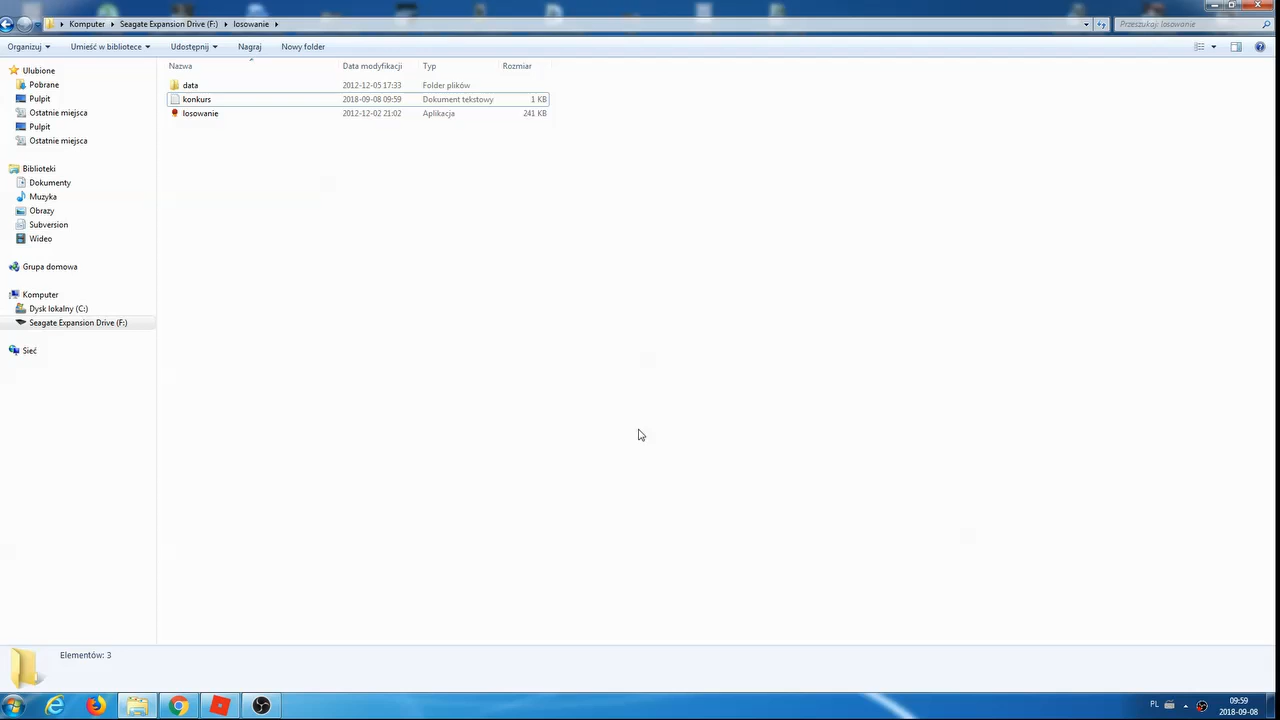 Komputer Seagate Expansion Drive (F:) losowanie
Przeszukaj: losowanie
Organizuj Umieść w bibliotece Udostępnij Nagraj Nowy folder
Nazwa Data modyfikacji Typ Rozmiar
data 2012-12-05 17:33 Folder plików
konkurs 2018-09-08 09:59 Dokument tekstowy 1 KB
losowanie 2012-12-02 21:02 Aplikacja 241 KB
Ulubione
Pobrane
Pulpit
Ostatnie miejsca
Pulpit
Ostatnie miejsca
Biblioteki
Dokumenty
Muzyka
Obrazy
Subversion
Wideo
Grupa domowa
Komputer
Dysk lokalny (C:)
Seagate Expansion Drive (F:)
Sieć
Elementów: 3
PL
09:59
2018-09-08